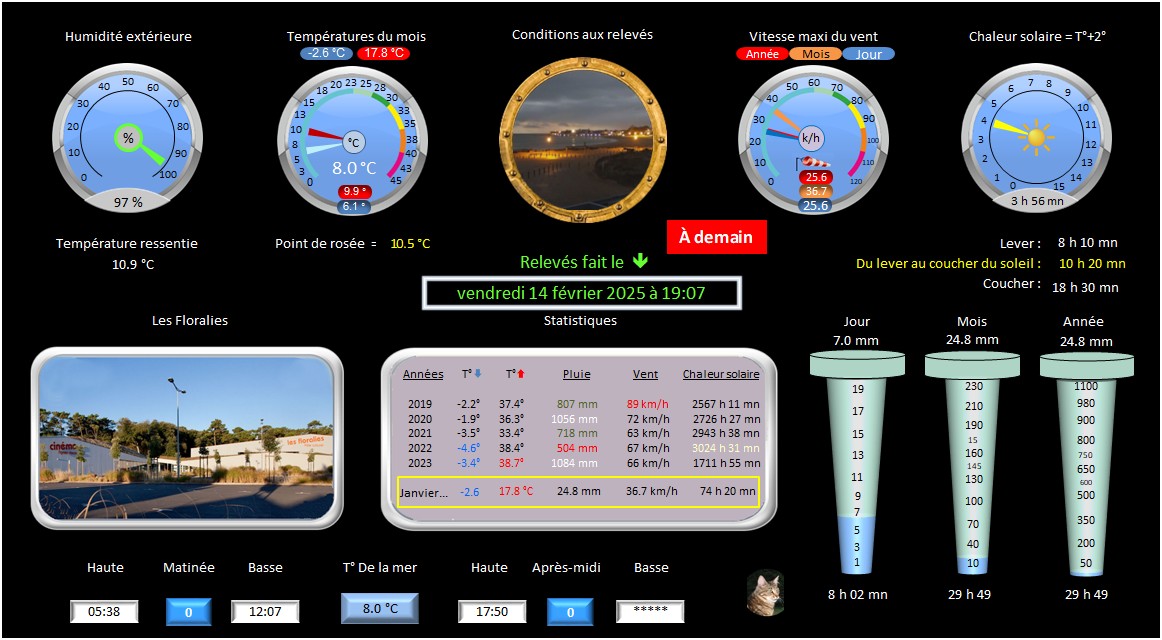 Humidité extérieure
Températures du mois
-2.6 °C 17.8 °C
Conditions aux relevés
Vitesse maxi du vent
Année Mois Jour
Chaleur solaire = T°+2°
0 10 20 30 40 50 60 70 80 90 100
%
97 %
0 3 5 8 10 13 15 18 20 23 25 28 30 33 35 38 40 43 45
°C
8.0 °C
9.9 °
6.1 °
0 10 20 30 40 50 60 70 80 90 100 110 120
k/h
25.6
36.7
25.6
0 1 2 3 4 5 6 7 8 9 10 11 12 13 14 15
3 h 56 mn
Température ressentie
10.9 °C
Point de rosée = 10.5 °C
À demain
Relevés fait le
vendredi 14 février 2025 à 19:07
Lever : 8 h 10 mn
Du lever au coucher du soleil : 10 h 20 mn
Coucher : 18 h 30 mn
Les Floralies
cinéma
les floralies
Statistiques
Années T° T° Pluie Vent Chaleur solaire
2019 -2.2° 37.4° 807 mm 89 km/h 2567 h 11 mn
2020 -1.9° 36.3° 1056 mm 72 km/h 2726 h 27 mn
2021 -3.5° 33.4° 718 mm 63 km/h 2943 h 38 mn
2022 -4.6° 38.4° 504 mm 67 km/h 3024 h 31 mn
2023 -3.4° 38.7° 1084 mm 66 km/h 1711 h 55 mn
Janvier... -2.6 17.8 °C 24.8 mm 36.7 km/h 74 h 20 mn
Jour
7.0 mm
19
17
15
13
11
9
7
5
3
1
8 h 02 mn
Mois
24.8 mm
230
210
190
15
160
145
130
100
70
40
10
29 h 49
Année
24.8 mm
1100
980
900
800
750
650
600
500
350
200
50
29 h 49
Haute Matinée Basse
05:38 0 12:07
T° De la mer
8.0 °C
Haute Après-midi Basse
17:50 0 *****